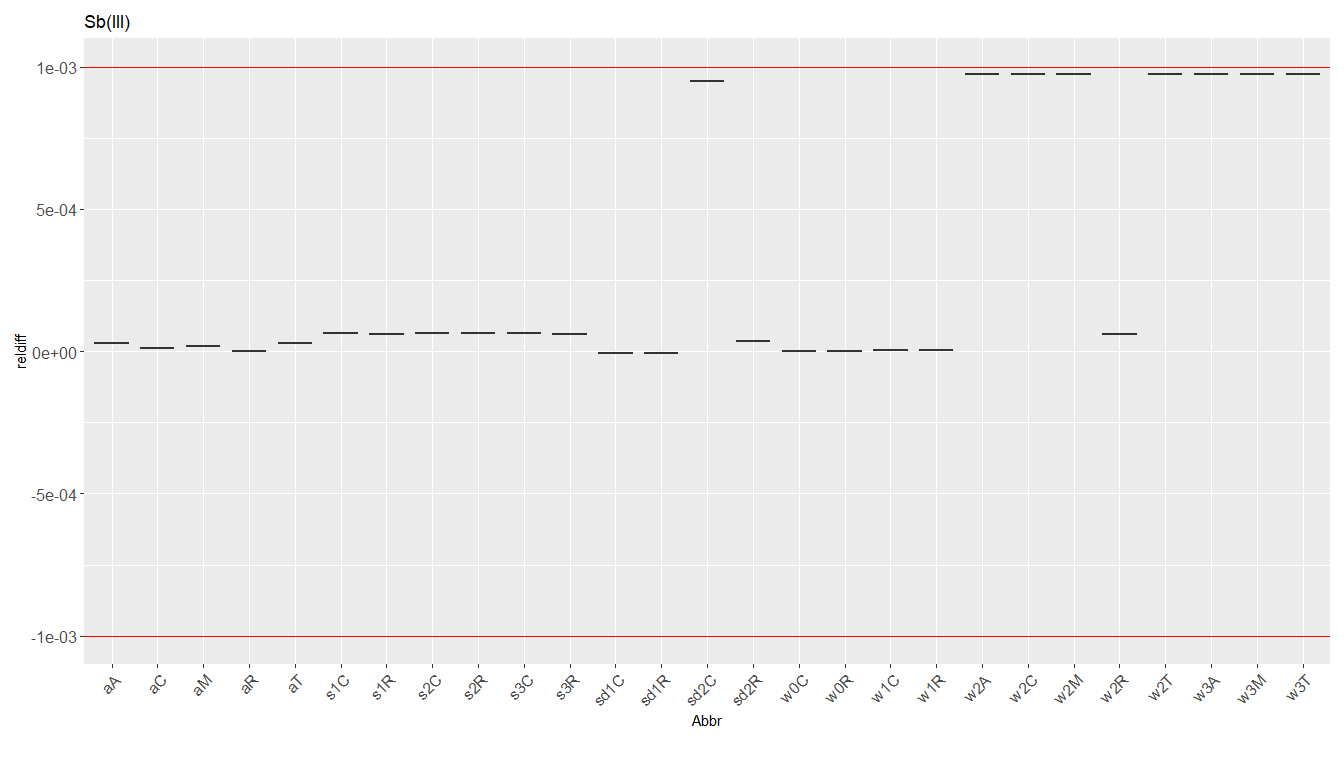 Sb(III)
1e-03
5e-04
0e+00
-5e-04
-1e-03
reldiff
aA aC aM aR aT s1C s1R s2C s2R s3C s3R sd1C sd1R sd2C sd2R w0C w0R w1C w1R w2A w2C w2M w2R w2T w3A w3M w3T
Abbr